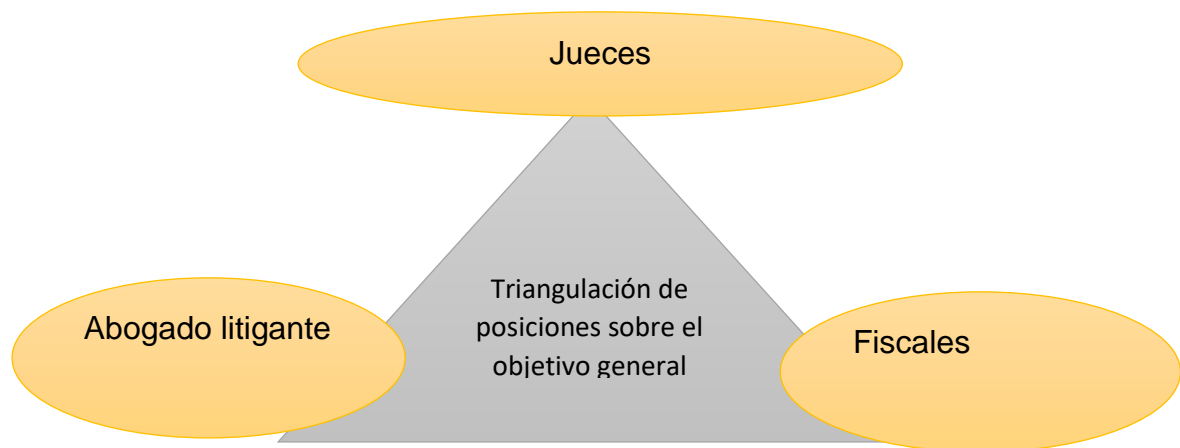 Jueces
Triangulación de
posiciones sobre el
objetivo general
Abogado litigante
Fiscales